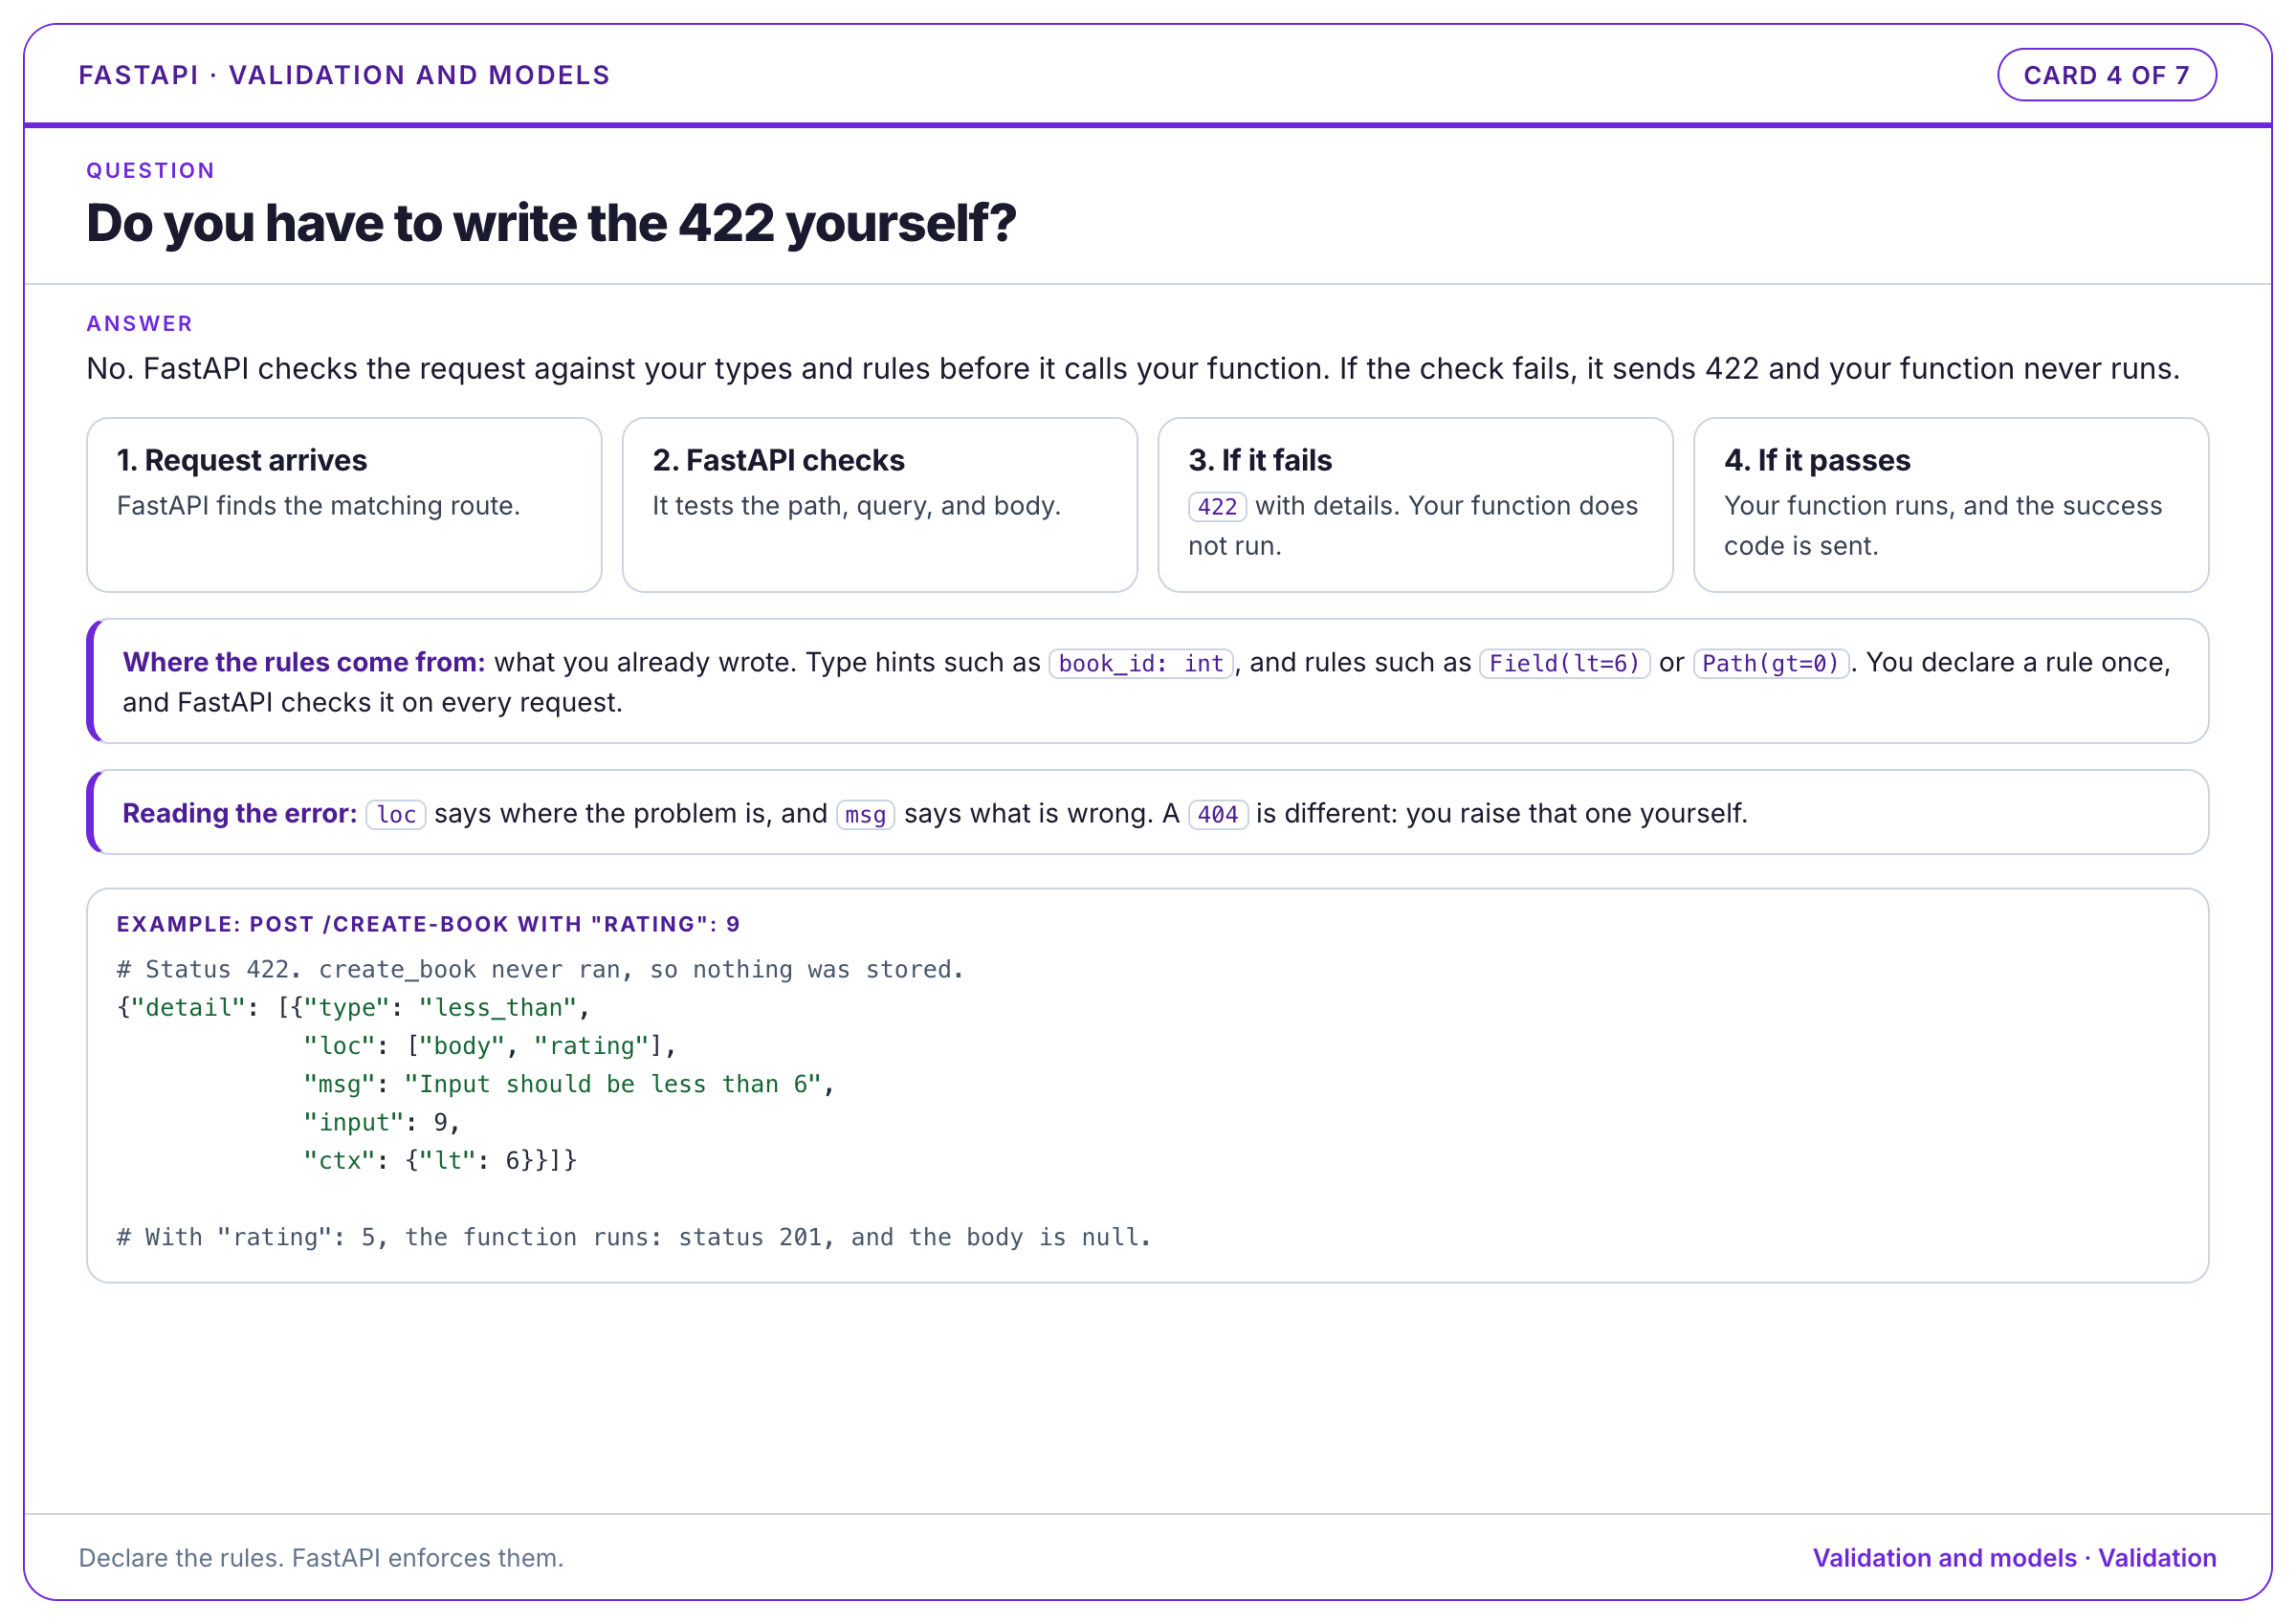 FASTAPI · VALIDATION AND MODELS
CARD 4 OF 7
QUESTION
Do you have to write the 422 yourself?
ANSWER
No. FastAPI checks the request against your types and rules before it calls your function. If the check fails, it sends 422 and your function never runs.
1. Request arrives
FastAPI finds the matching route.
2. FastAPI checks
It tests the path, query, and body.
3. If it fails
422 with details. Your function does
not run.
4. If it passes
Your function runs, and the success
code is sent.
Where the rules come from: what you already wrote. Type hints such as book_id: int, and rules such as Field(lt=6) or Path(gt=0). You declare a rule once,
and FastAPI checks it on every request.
Reading the error: loc says where the problem is, and msg says what is wrong. A 404 is different: you raise that one yourself.
EXAMPLE: POST /CREATE-BOOK WITH "RATING": 9
# Status 422. create_book never ran, so nothing was stored.
{"detail": [{"type": "less_than",
"loc": ["body", "rating"],
"msg": "Input should be less than 6",
"input": 9,
"ctx": {"lt": 6}}]}
# With "rating": 5, the function runs: status 201, and the body is null.
Declare the rules. FastAPI enforces them.
Validation and models · Validation